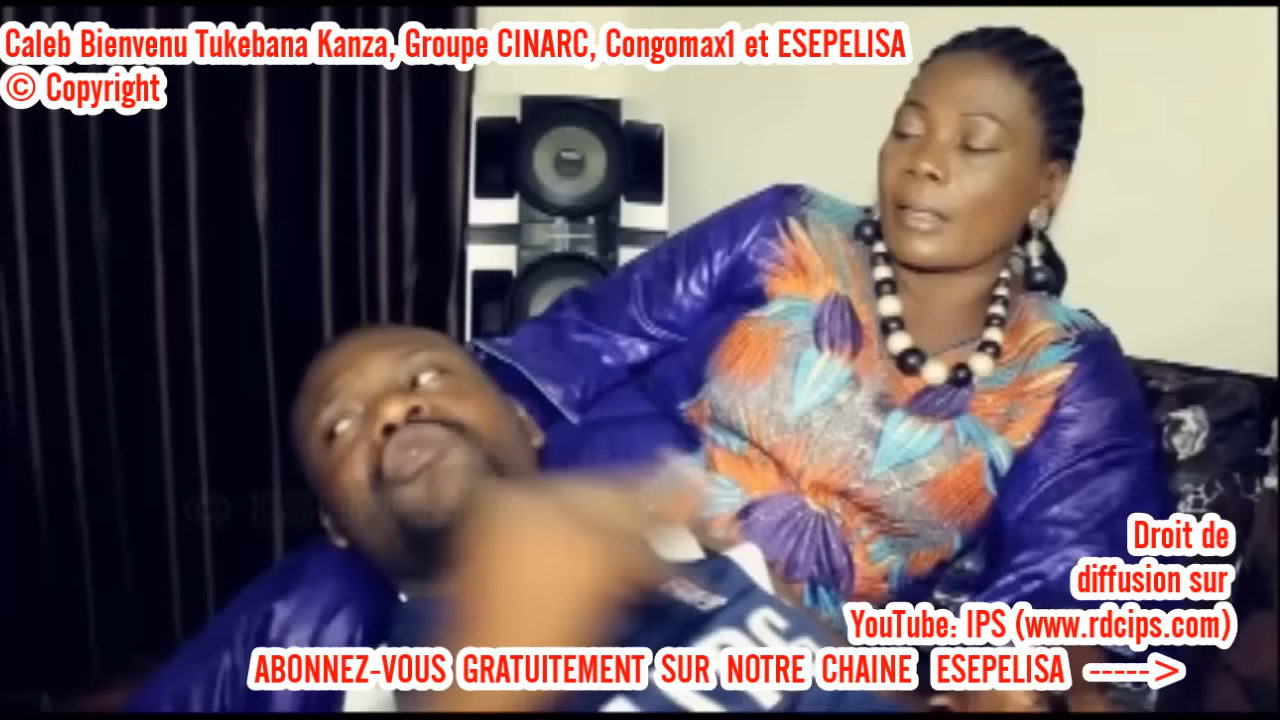 Caleb Bienvenu Tukebana Kanza, Groupe CINARC, Congomax1 et ESEPELISA
© Copyright
Droit de
diffusion sur
YouTube: IPS (www.rdcips.com)
ABONNEZ-VOUS GRATUITEMENT SUR NOTRE CHAINE ESEPELISA ----->